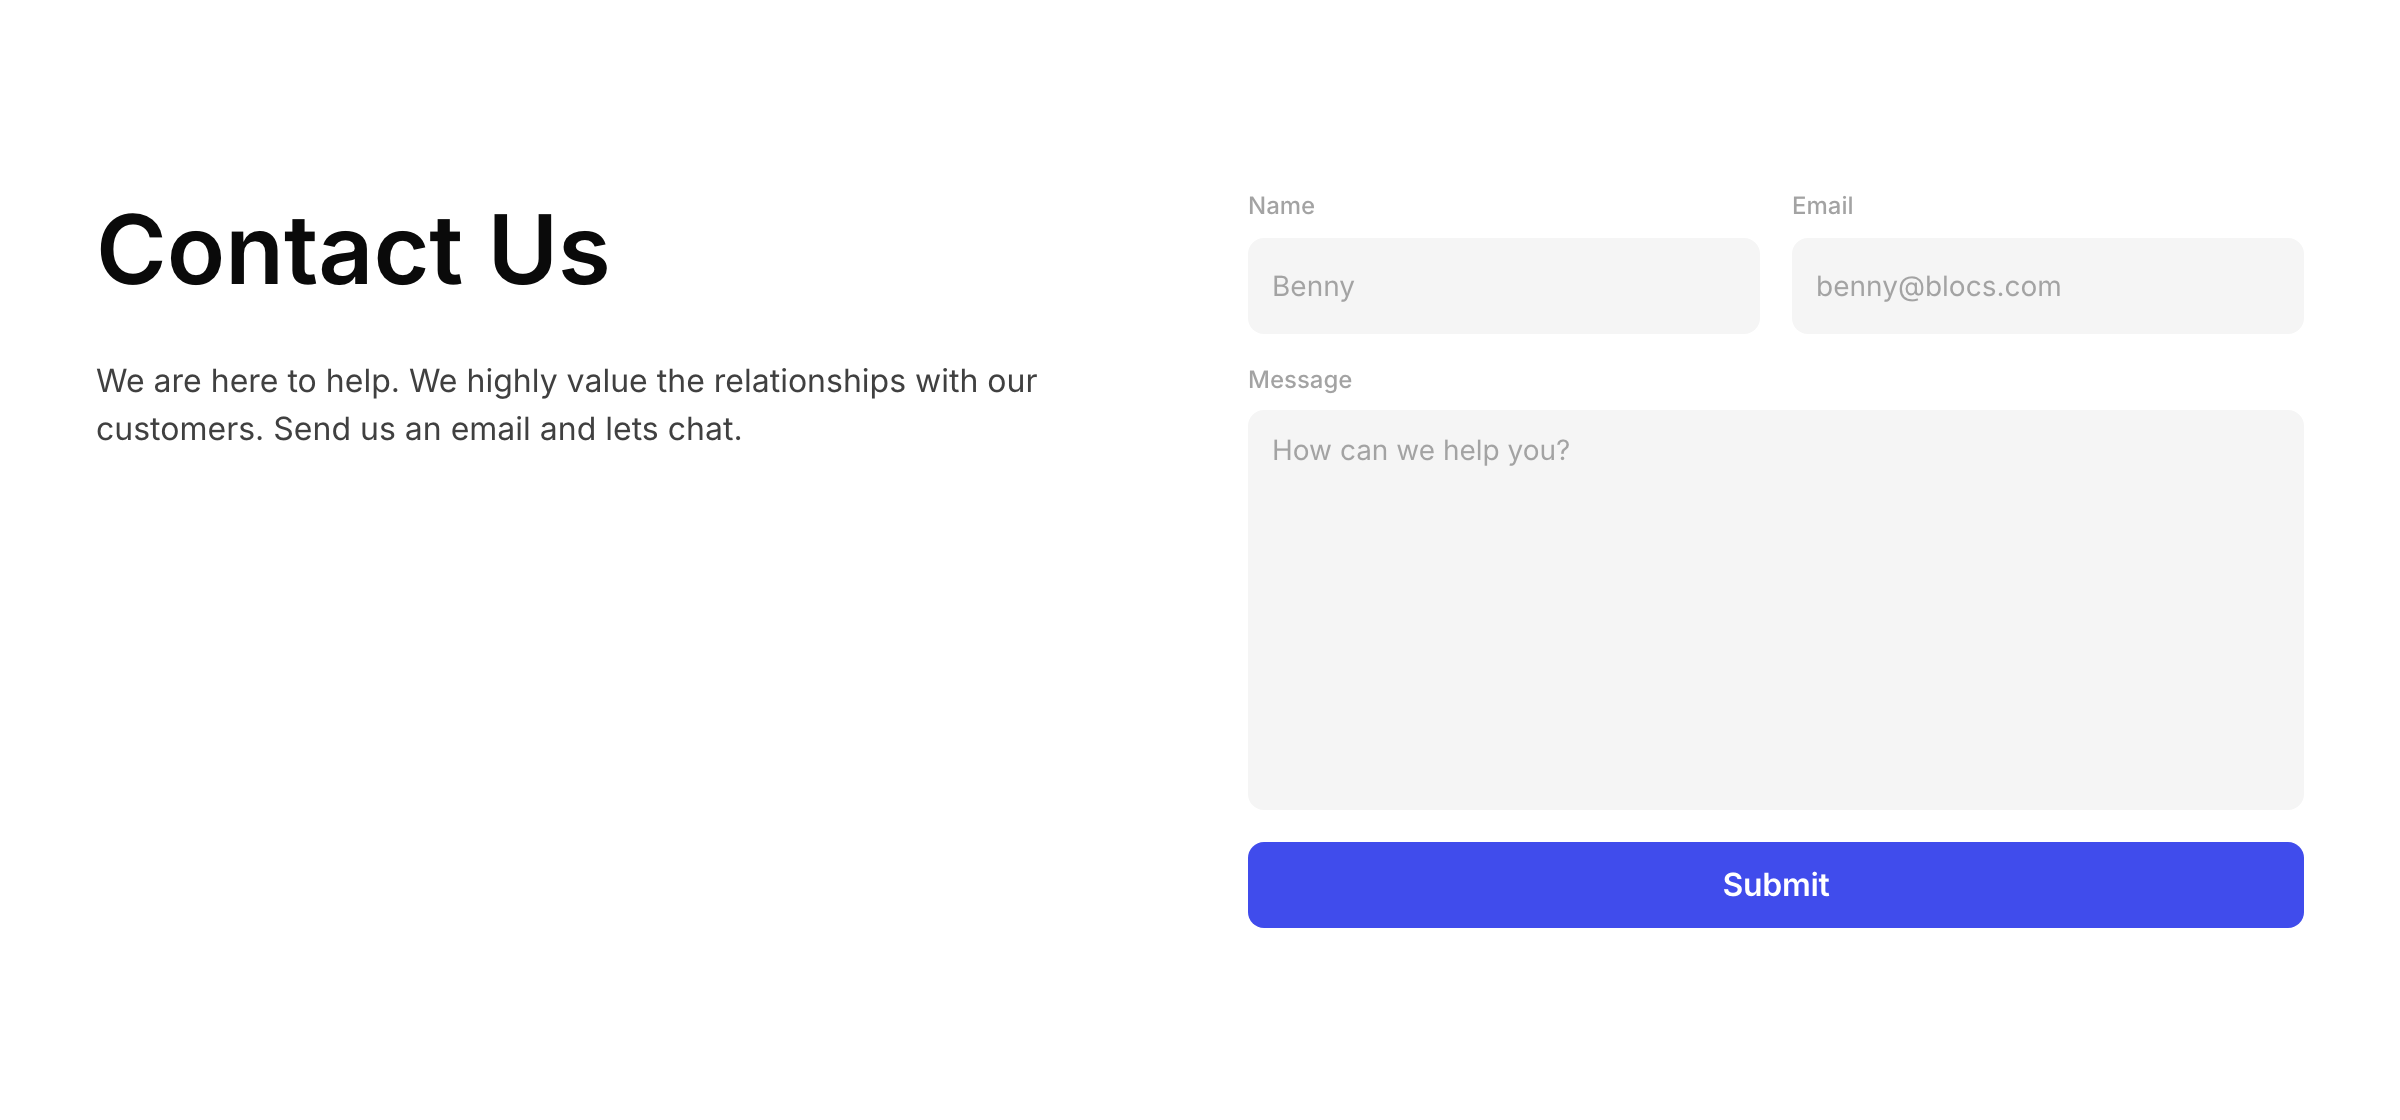 Contact Us
We are here to help. We highly value the relationships with our
customers. Send us an email and lets chat.
Name
Benny
Email
benny@blocs.com
Message
How can we help you?
Submit